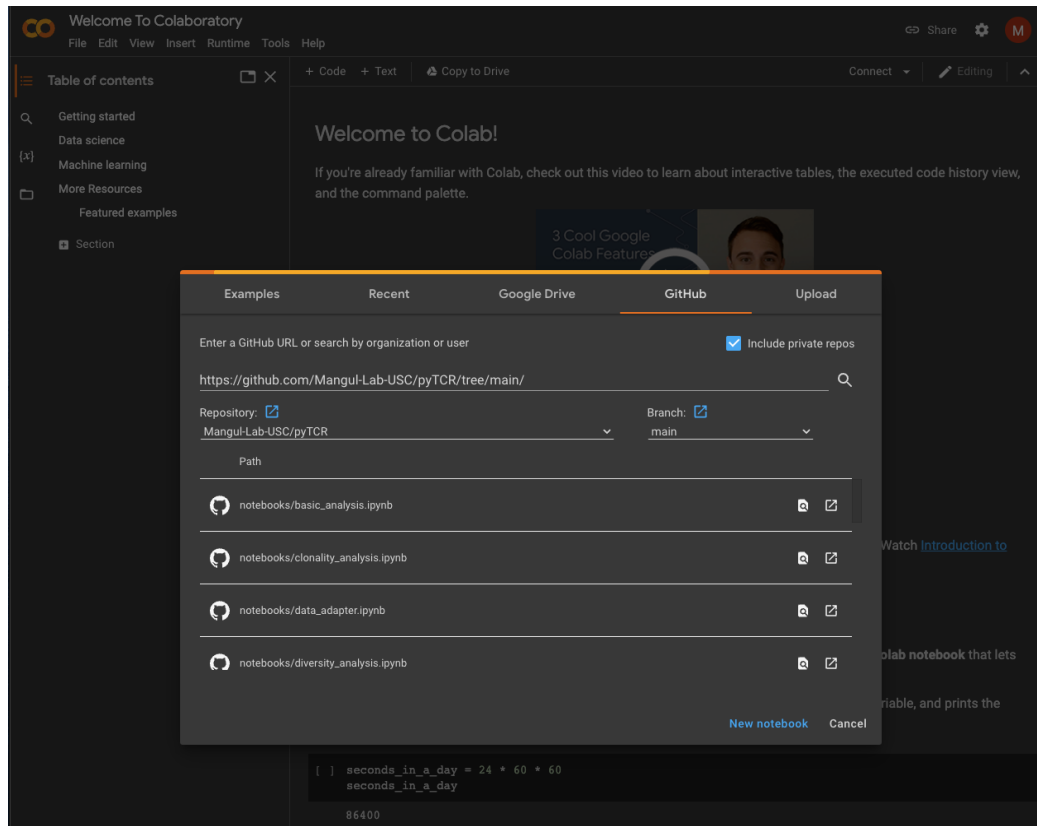 Welcome To Colaboratory
File Edit View Insert Runtime Tools Help
Share
M
Table of contents
+ Code + Text Copy to Drive
Connect Editing
Getting started
Data science
{x}
Machine learning
More Resources
Featured examples
Section
Welcome to Colab!
If you're already familiar with Colab, check out this video to learn about interactive tables, the executed code history view,
and the command palette.
3 Cool Google
Colab Features
Examples Recent Google Drive GitHub Upload
Enter a GitHub URL or search by organization or user
Include private repos
https://github.com/Mangul-Lab-USC/pyTCR/tree/main/
Repository: Branch:
Mangul-Lab-USC/pyTCR main
Path
notebooks/basic_analysis.ipynb
notebooks/clonality_analysis.ipynb
Watch Introduction to
notebooks/data_adapter.ipynb
notebooks/diversity_analysis.ipynb
olab notebook that lets
riable, and prints the
New notebook Cancel
[ ] seconds_in_a_day = 24 * 60 * 60
seconds_in_a_day
86400